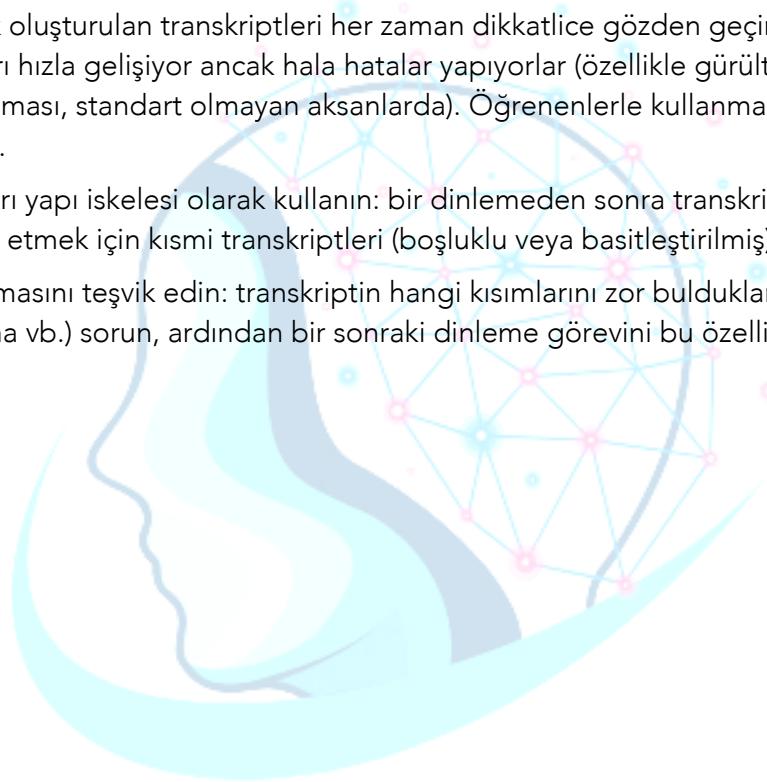 oluşturulan transkriptleri her zaman dikkatlice gözden geçir
hızla gelişiyor ancak hala hatalar yapıyorlar (özellikle gürült
ması, standart olmayan aksanlarda). Öğrenenlerle kullanma
.
rı yapı iskelesi olarak kullanın: bir dinlemeden sonra transkri
etmek için kısmi transkriptleri (boşluklu veya basitleştirilmiş)
masını teşvik edin: transkriptin hangi kısımlarını zor buldukla
na vb.) sorun, ardından bir sonraki dinleme görevini bu özelli